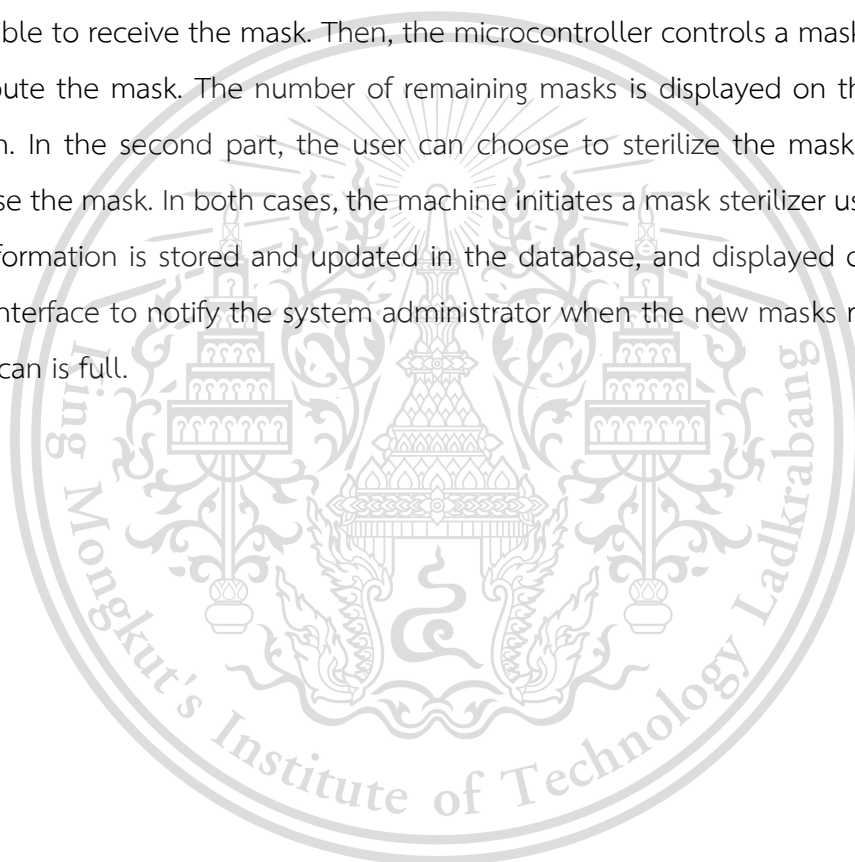 ible to receive the mask. Then, the microcontroller controls a mask
oute the mask. The number of remaining masks is displayed on th
n. In the second part, the user can choose to sterilize the mask
se the mask. In both cases, the machine initiates a mask sterilizer us
formation is stored and updated in the database, and displayed o
nterface to notify the system administrator when the new masks r
can is full.
King Mongkut's Institute of Technology Ladkrabang